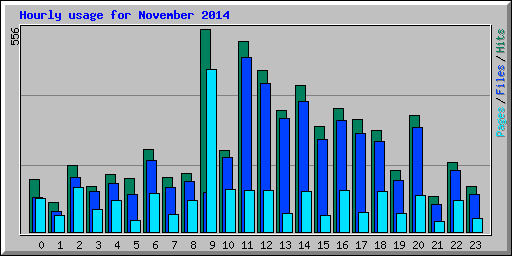 Hourly usage for November 2014
556
Pages/Files/Hits
0 1 2 3 4 5 6 7 8 9 10 11 12 13 14 15 16 17 18 19 20 21 22 23